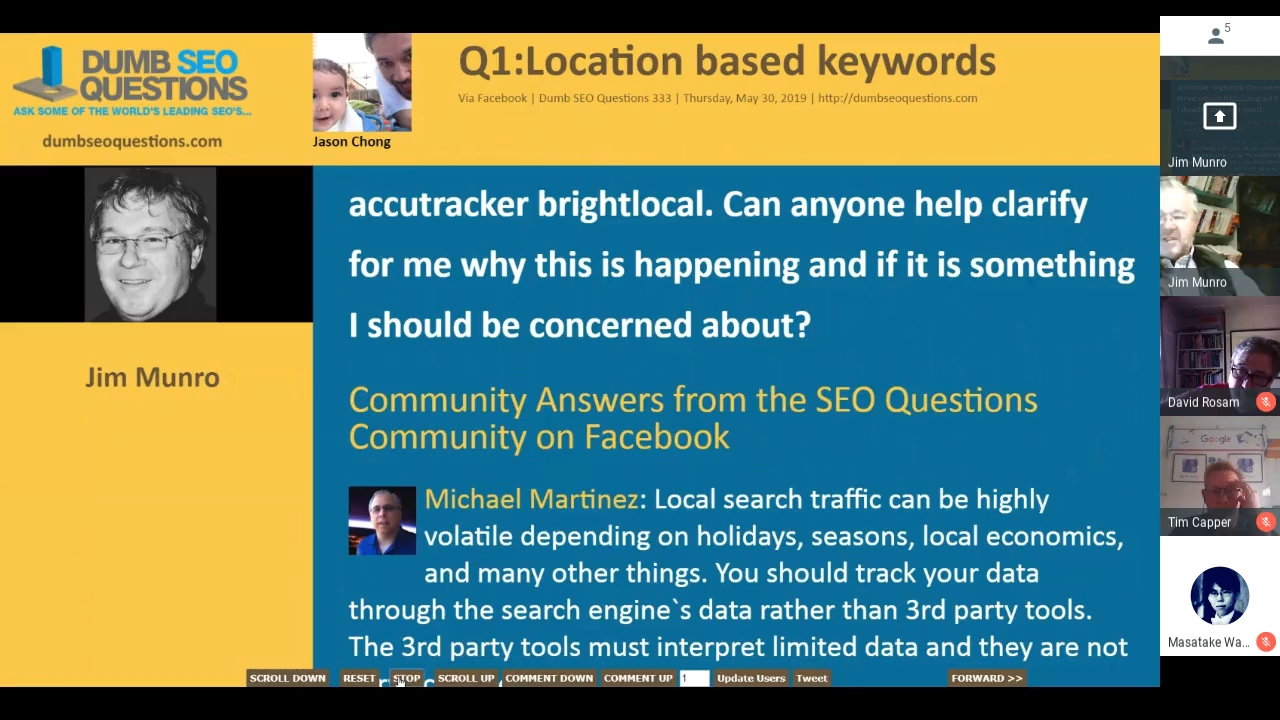 DUMB SEO
QUESTIONS
ASK SOME OF THE WORLD'S LEADING SEO'S...
dumbseoquestions.com
Jason Chong
Q1:Location based keywords
Via Facebook | Dumb SEO Questions 333 | Thursday, May 30, 2019 | http://dumbseoquestions.com
Jim Munro
accutracker brightlocal. Can anyone help clarify
for me why this is happening and if it is something
I should be concerned about?
Community Answers from the SEO Questions
Community on Facebook
Michael Martinez: Local search traffic can be highly
volatile depending on holidays, seasons, local economics,
and many other things. You should track your data
through the search engine`s data rather than 3rd party tools.
The 3rd party tools must interpret limited data and they are not
SCROLL DOWN RESET STOP SCROLL UP COMMENT DOWN COMMENT UP 1 Update Users Tweet FORWARD >>
5
Jim Munro
Jim Munro
David Rosam
Google
Tim Capper
Masatake Wa...